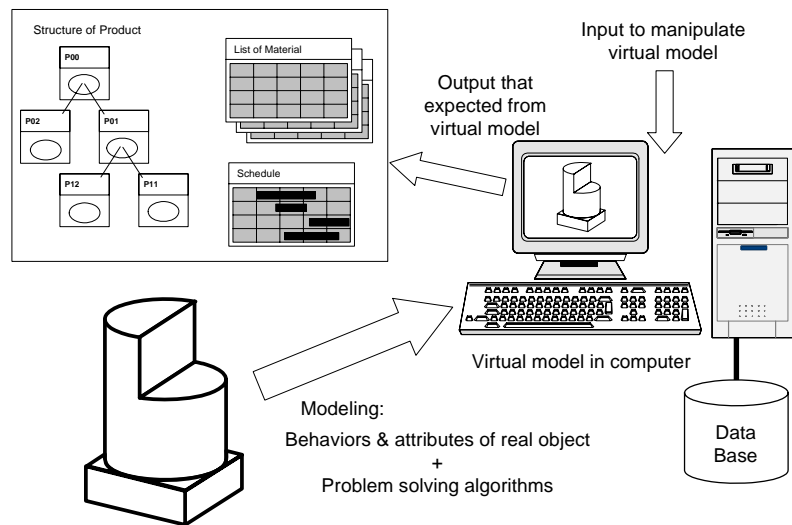 Structure of Product
P00
P02
P01
P12
P11
List of Material
Schedule
Output that
expected from
virtual model
Input to manipulate
virtual model
Virtual model in computer
Modeling:
Behaviors & attributes of real object
+
Problem solving algorithms
Data
Base